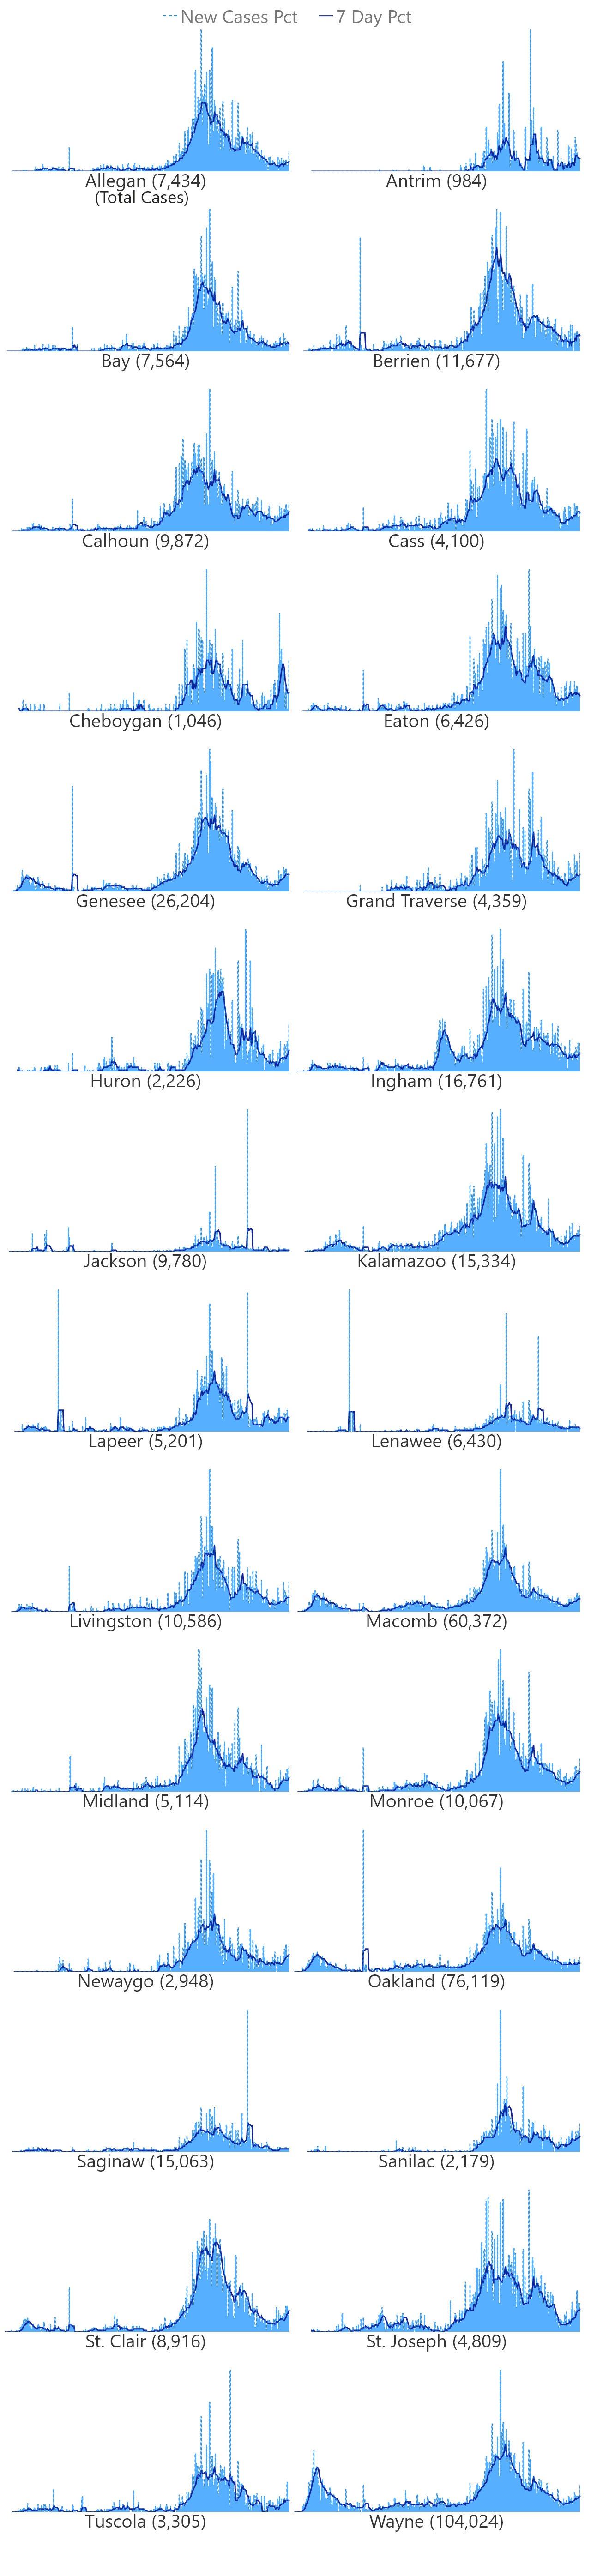 New Cases Pct 7 Day Pct
Allegan (7,434) Antrim (984)
(Total Cases)
Bay (7,564) Berrien (11,677)
Calhoun (9,872) Cass (4,100)
Cheboygan (1,046) Eaton (6,426)
Genesee (26,204) Grand Traverse (4,359)
Huron (2,226) Ingham (16,761)
Jackson (9,780) Kalamazoo (15,334)
Lapeer (5,201) Lenawee (6,430)
Livingston (10,586) Macomb (60,372)
Midland (5,114) Monroe (10,067)
Newaygo (2,948) Oakland (76,119)
Saginaw (15,063) Sanilac (2,179)
St. Clair (8,916) St. Joseph (4,809)
Tuscola (3,305) Wayne (104,024)